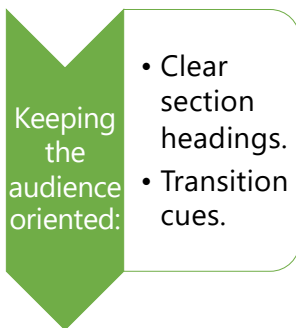 Keeping
the
audience
oriented:
• Clear
section
headings.
• Transition
cues.